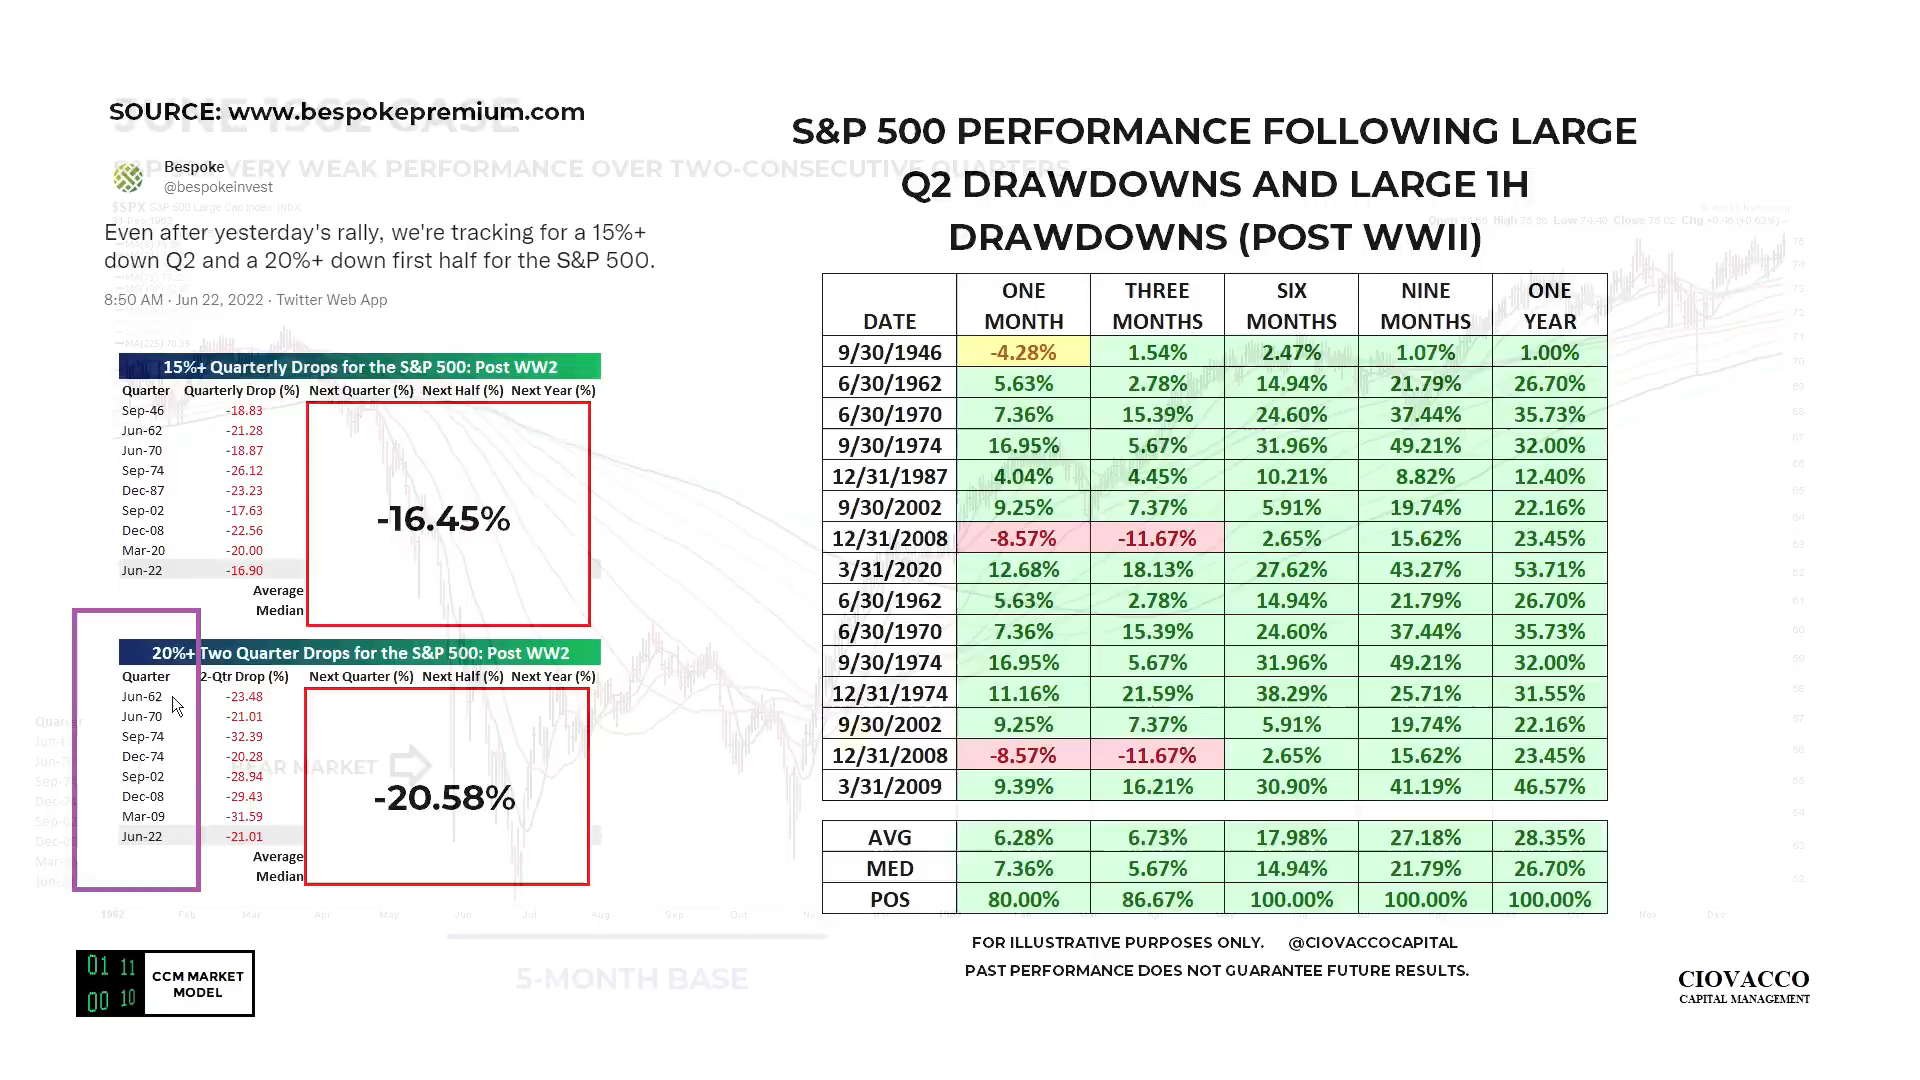 SOURCE: www.bespokepremium.com
JUNE 1962 CASE
VERY WEAK PERFORMANCE OVER TWO-CONSECUTIVE QUARTERS
Bespoke
@bespokeinvest
$SPX S&P 500 Large Cap Index INDX
Even after yesterday's rally, we're tracking for a 15%+
down Q2 and a 20%+ down first half for the S&P 500.
8:50 AM · Jun 22, 2022 · Twitter Web App
15%+ Quarterly Drops for the S&P 500: Post WW2
Quarter Quarterly Drop (%) Next Quarter (%) Next Half (%) Next Year (%)
Sep-46 -18.83
Jun-62 -21.28
Jun-70 -18.87
Sep-74 -26.12
Dec-87 -23.23
Sep-02 -17.63
Dec-08 -22.56
Mar-20 -20.00
Jun-22 -16.90
Average
Median
-16.45%
20%+ Two Quarter Drops for the S&P 500: Post WW2
Quarter 2-Qtr Drop (%) Next Quarter (%) Next Half (%) Next Year (%)
Jun-62 -23.48
Jun-70 -21.01
Sep-74 -32.39
Dec-74 -20.28
Sep-02 -28.94
Dec-08 -29.43
Mar-09 -31.59
Jun-22 -21.01
Average
Median
-20.58%
BEAR MARKET
5-MONTH BASE
01 11
00 10
CCM MARKET
MODEL
S&P 500 PERFORMANCE FOLLOWING LARGE
Q2 DRAWDOWNS AND LARGE 1H
DRAWDOWNS (POST WWII)
DATE ONE MONTH THREE MONTHS SIX MONTHS NINE MONTHS ONE YEAR
9/30/1946 -4.28% 1.54% 2.47% 1.07% 1.00%
6/30/1962 5.63% 2.78% 14.94% 21.79% 26.70%
6/30/1970 7.36% 15.39% 24.60% 37.44% 35.73%
9/30/1974 16.95% 5.67% 31.96% 49.21% 32.00%
12/31/1987 4.04% 4.45% 10.21% 8.82% 12.40%
9/30/2002 9.25% 7.37% 5.91% 19.74% 22.16%
12/31/2008 -8.57% -11.67% 2.65% 15.62% 23.45%
3/31/2020 12.68% 18.13% 27.62% 43.27% 53.71%
6/30/1962 5.63% 2.78% 14.94% 21.79% 26.70%
6/30/1970 7.36% 15.39% 24.60% 37.44% 35.73%
9/30/1974 16.95% 5.67% 31.96% 49.21% 32.00%
12/31/1974 11.16% 21.59% 38.29% 25.71% 31.55%
9/30/2002 9.25% 7.37% 5.91% 19.74% 22.16%
12/31/2008 -8.57% -11.67% 2.65% 15.62% 23.45%
3/31/2009 9.39% 16.21% 30.90% 41.19% 46.57%
AVG 6.28% 6.73% 17.98% 27.18% 28.35%
MED 7.36% 5.67% 14.94% 21.79% 26.70%
POS 80.00% 86.67% 100.00% 100.00% 100.00%
FOR ILLUSTRATIVE PURPOSES ONLY. @CIOVACCOCAPITAL
PAST PERFORMANCE DOES NOT GUARANTEE FUTURE RESULTS.
CIOVACCO
CAPITAL MANAGEMENT